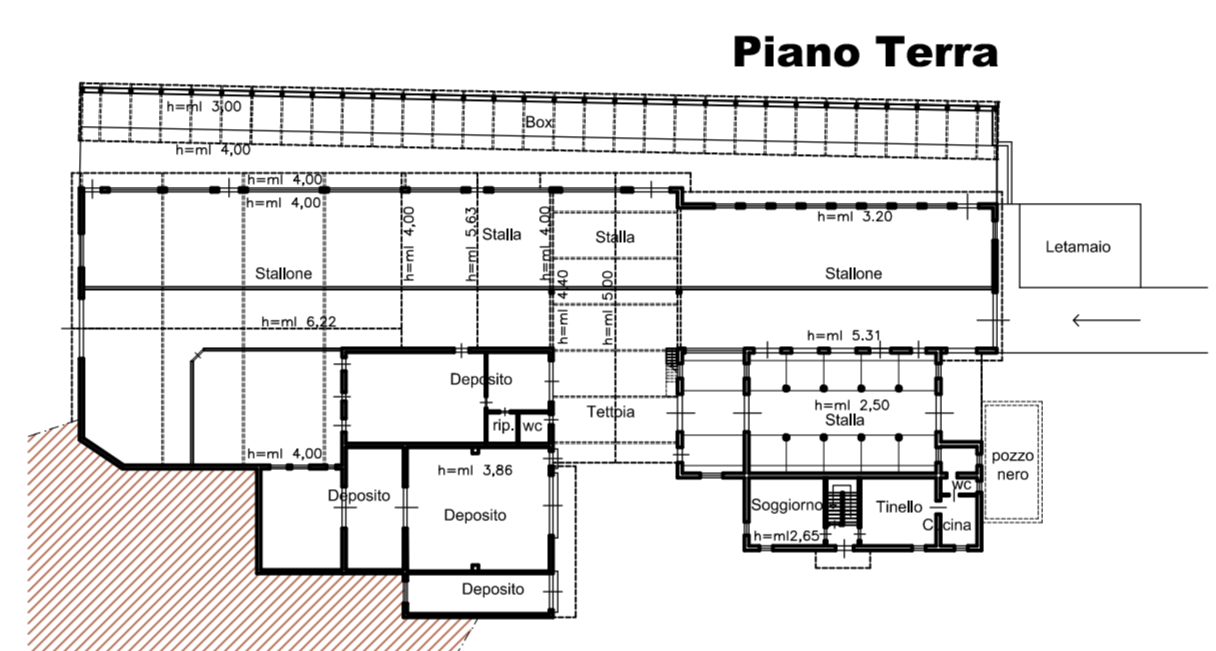 Piano Terra
h=ml 3,00
Box
h=ml 4,00
h=ml 4,00
h=ml 4,00
h=ml 4,00
h=ml 5,63
h=ml 4,00
Stalla
Stalla
h=ml 3.20
Letamaio
Stallone
Stallone
h=ml 4,40
h=ml 5,00
h=ml 6,22
h=ml 5.31
Deposito
h=ml 2,50
Tettoia
Stalla
rip.
wc
h=ml 4,00
h=ml 3,86
pozzo
nero
wc
Deposito
Deposito
Soggiorno
Tinello
Cucina
h=ml2,65
Deposito